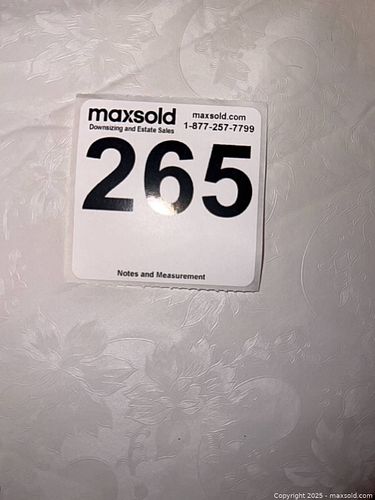 maxsold maxsold.com
Downsizing and Estate Sales 1-877-257-7799
265
Notes and Measurement
Copyright 2025 - maxsold.com